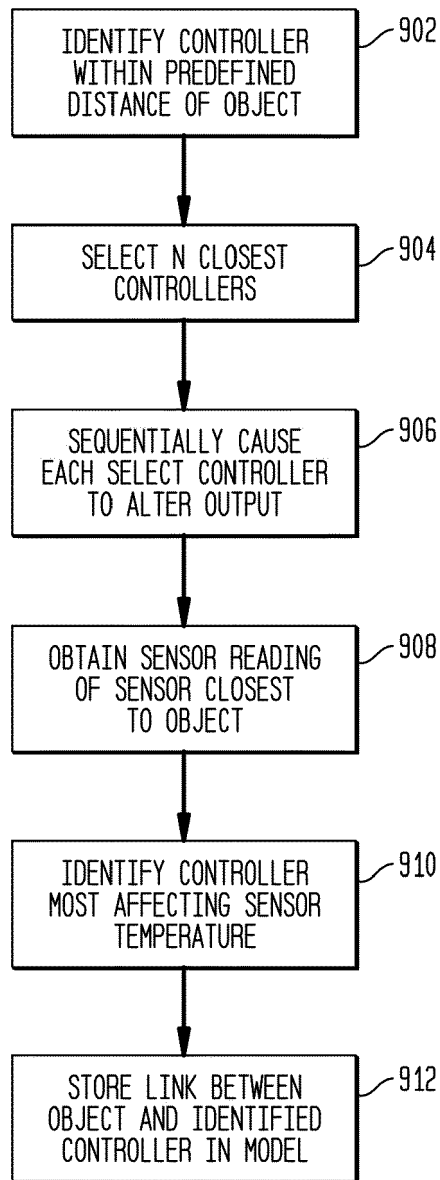 IDENTIFY CONTROLLER
WITHIN PREDEFINED
DISTANCE OF OBJECT
902
SELECT N CLOSEST
CONTROLLERS
904
SEQUENTIALLY CAUSE
EACH SELECT CONTROLLER
TO ALTER OUTPUT
906
OBTAIN SENSOR READING
OF SENSOR CLOSEST
TO OBJECT
908
IDENTIFY CONTROLLER
MOST AFFECTING SENSOR
TEMPERATURE
910
STORE LINK BETWEEN
OBJECT AND IDENTIFIED
CONTROLLER IN MODEL
912